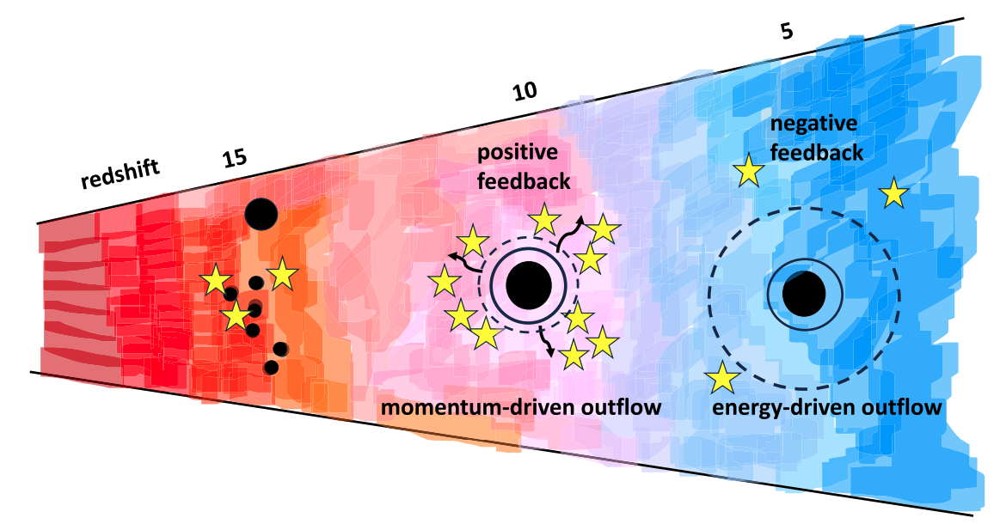 redshift
15
10
5
positive
feedback
negative
feedback
momentum-driven outflow
energy-driven outflow